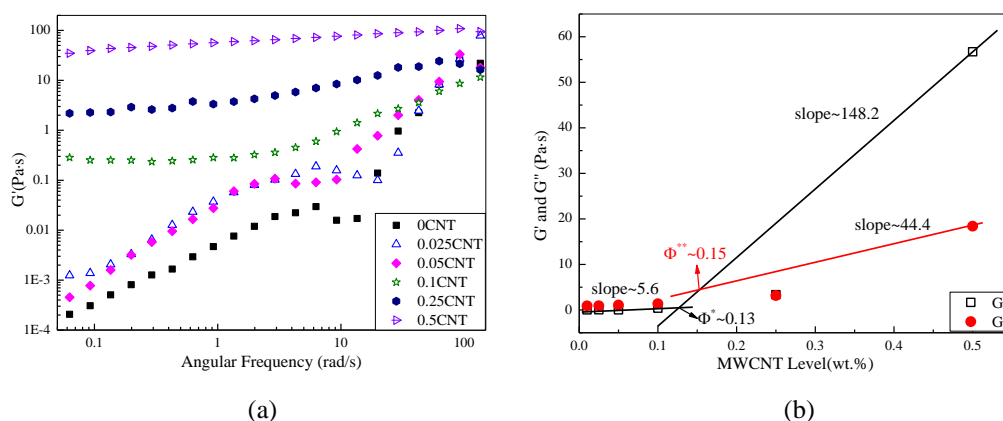 100
10
1
0.1
0.01
1E-3
1E-4
G'(Pa·s)
0.1
1
10
100
Angular Frequency (rad/s)
0CNT
0.025CNT
0.05CNT
0.1CNT
0.25CNT
0.5CNT
(a)
60
50
40
30
20
10
0
G' and G'' (Pa·s)
slope~148.2
slope~44.4
Φ**~0.15
slope~5.6
Φ*~0.13
G
G
0.0
0.1
0.2
0.3
0.4
0.5
MWCNT Level(wt.%)
(b)